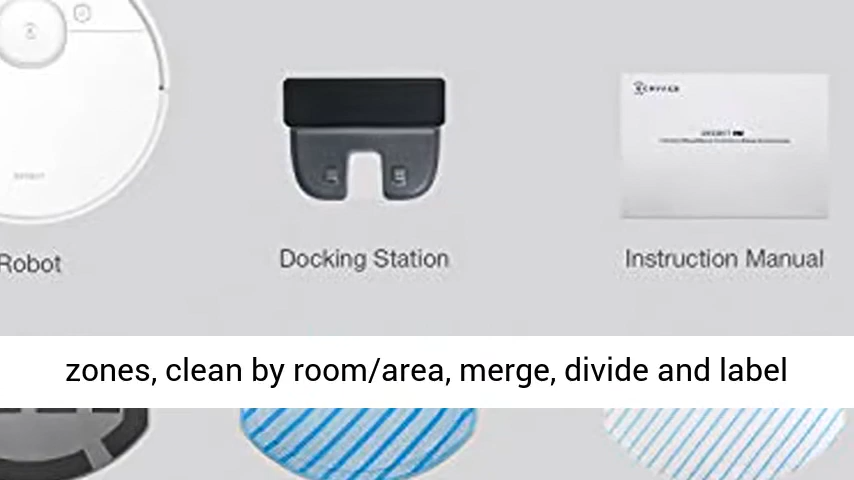 Robot
Docking Station
Instruction Manual
zones, clean by room/area, merge, divide and label